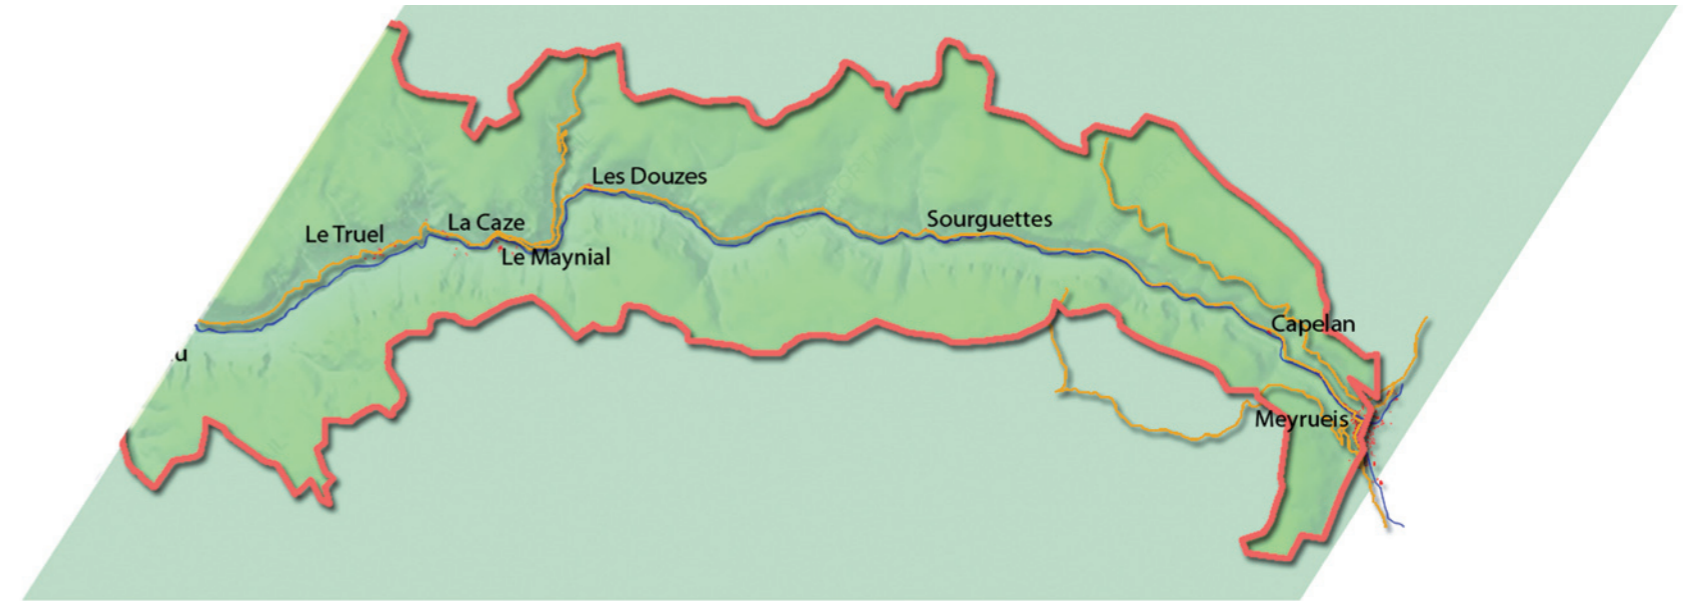 Les Douzes
La Caze
Sourguettes
Le Truel
Le Maynial
Capelan
u
Meyrueis